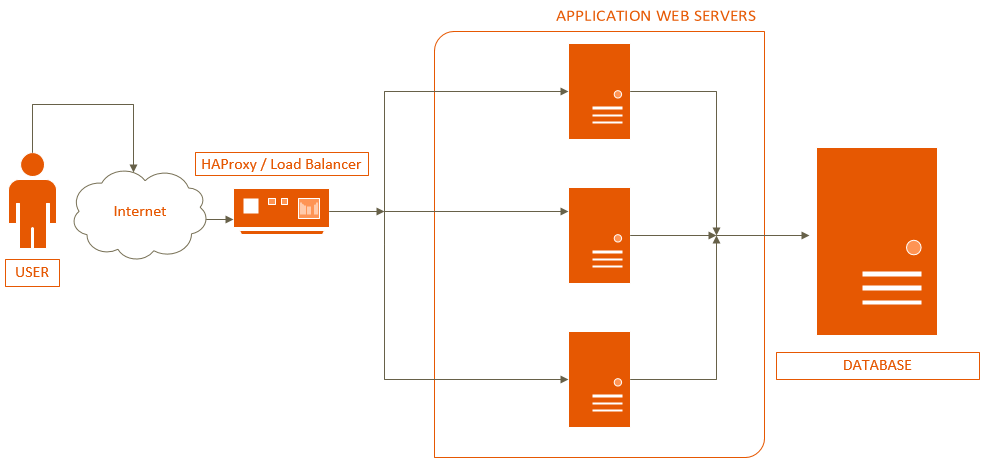 APPLICATION WEB SERVERS
HAProxy / Load Balancer
Internet
USER
DATABASE